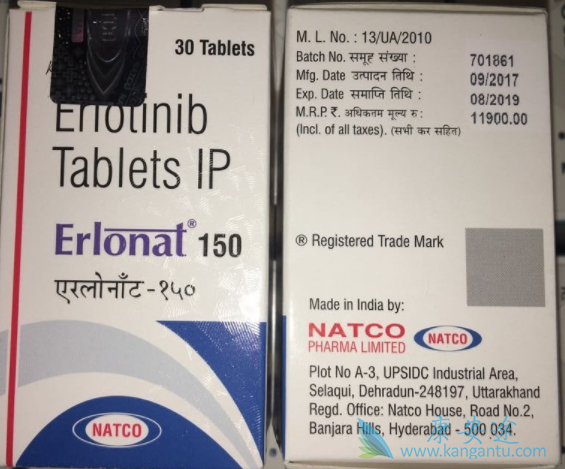 30 Tablets
Erlotinib
Tablets IP
Erlonat® 150
एरलोनॉट-१५०
NATCO
M. L. No. : 13/UA/2010
Batch No. समूह संख्या : 701861
Mfg. Date उत्पादन तिथि : 09/2017
Exp. Date समाप्ति तिथि : 08/2019
M.R.P. ₹. अधिकतम मूल्य रु : 11900.00
(Incl. of all taxes). (सभी कर सहित)
® Registered Trade Mark
Made in India by:
NATCO
PHARMA LIMITED
NATCO
Plot No A-3, UPSIDC Industrial Area,
Selaqui, Dehradun-248197, Uttarakhand
Regd. Office: Natco House, Road No.2,
Banjara Hills, Hyderabad - 500 034.
康安途
www.kangantu.com